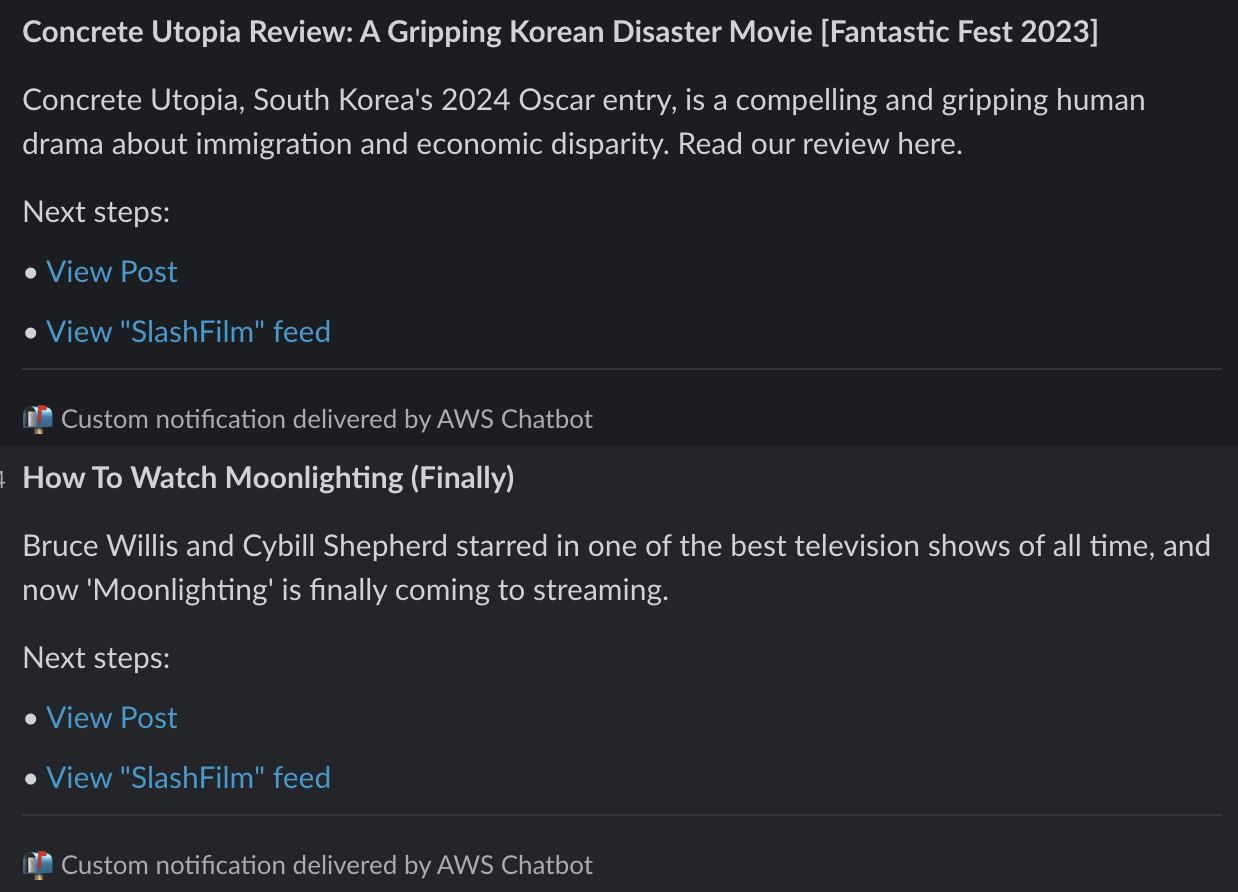 Concrete Utopia Review: A Gripping Korean Disaster Movie [Fantastic Fest 2023]
Concrete Utopia, South Korea's 2024 Oscar entry, is a compelling and gripping human
drama about immigration and economic disparity. Read our review here.
Next steps:
• View Post
• View "SlashFilm" feed
Custom notification delivered by AWS Chatbot
How To Watch Moonlighting (Finally)
Bruce Willis and Cybill Shepherd starred in one of the best television shows of all time, and
now 'Moonlighting' is finally coming to streaming.
Next steps:
• View Post
• View "SlashFilm" feed
Custom notification delivered by AWS Chatbot